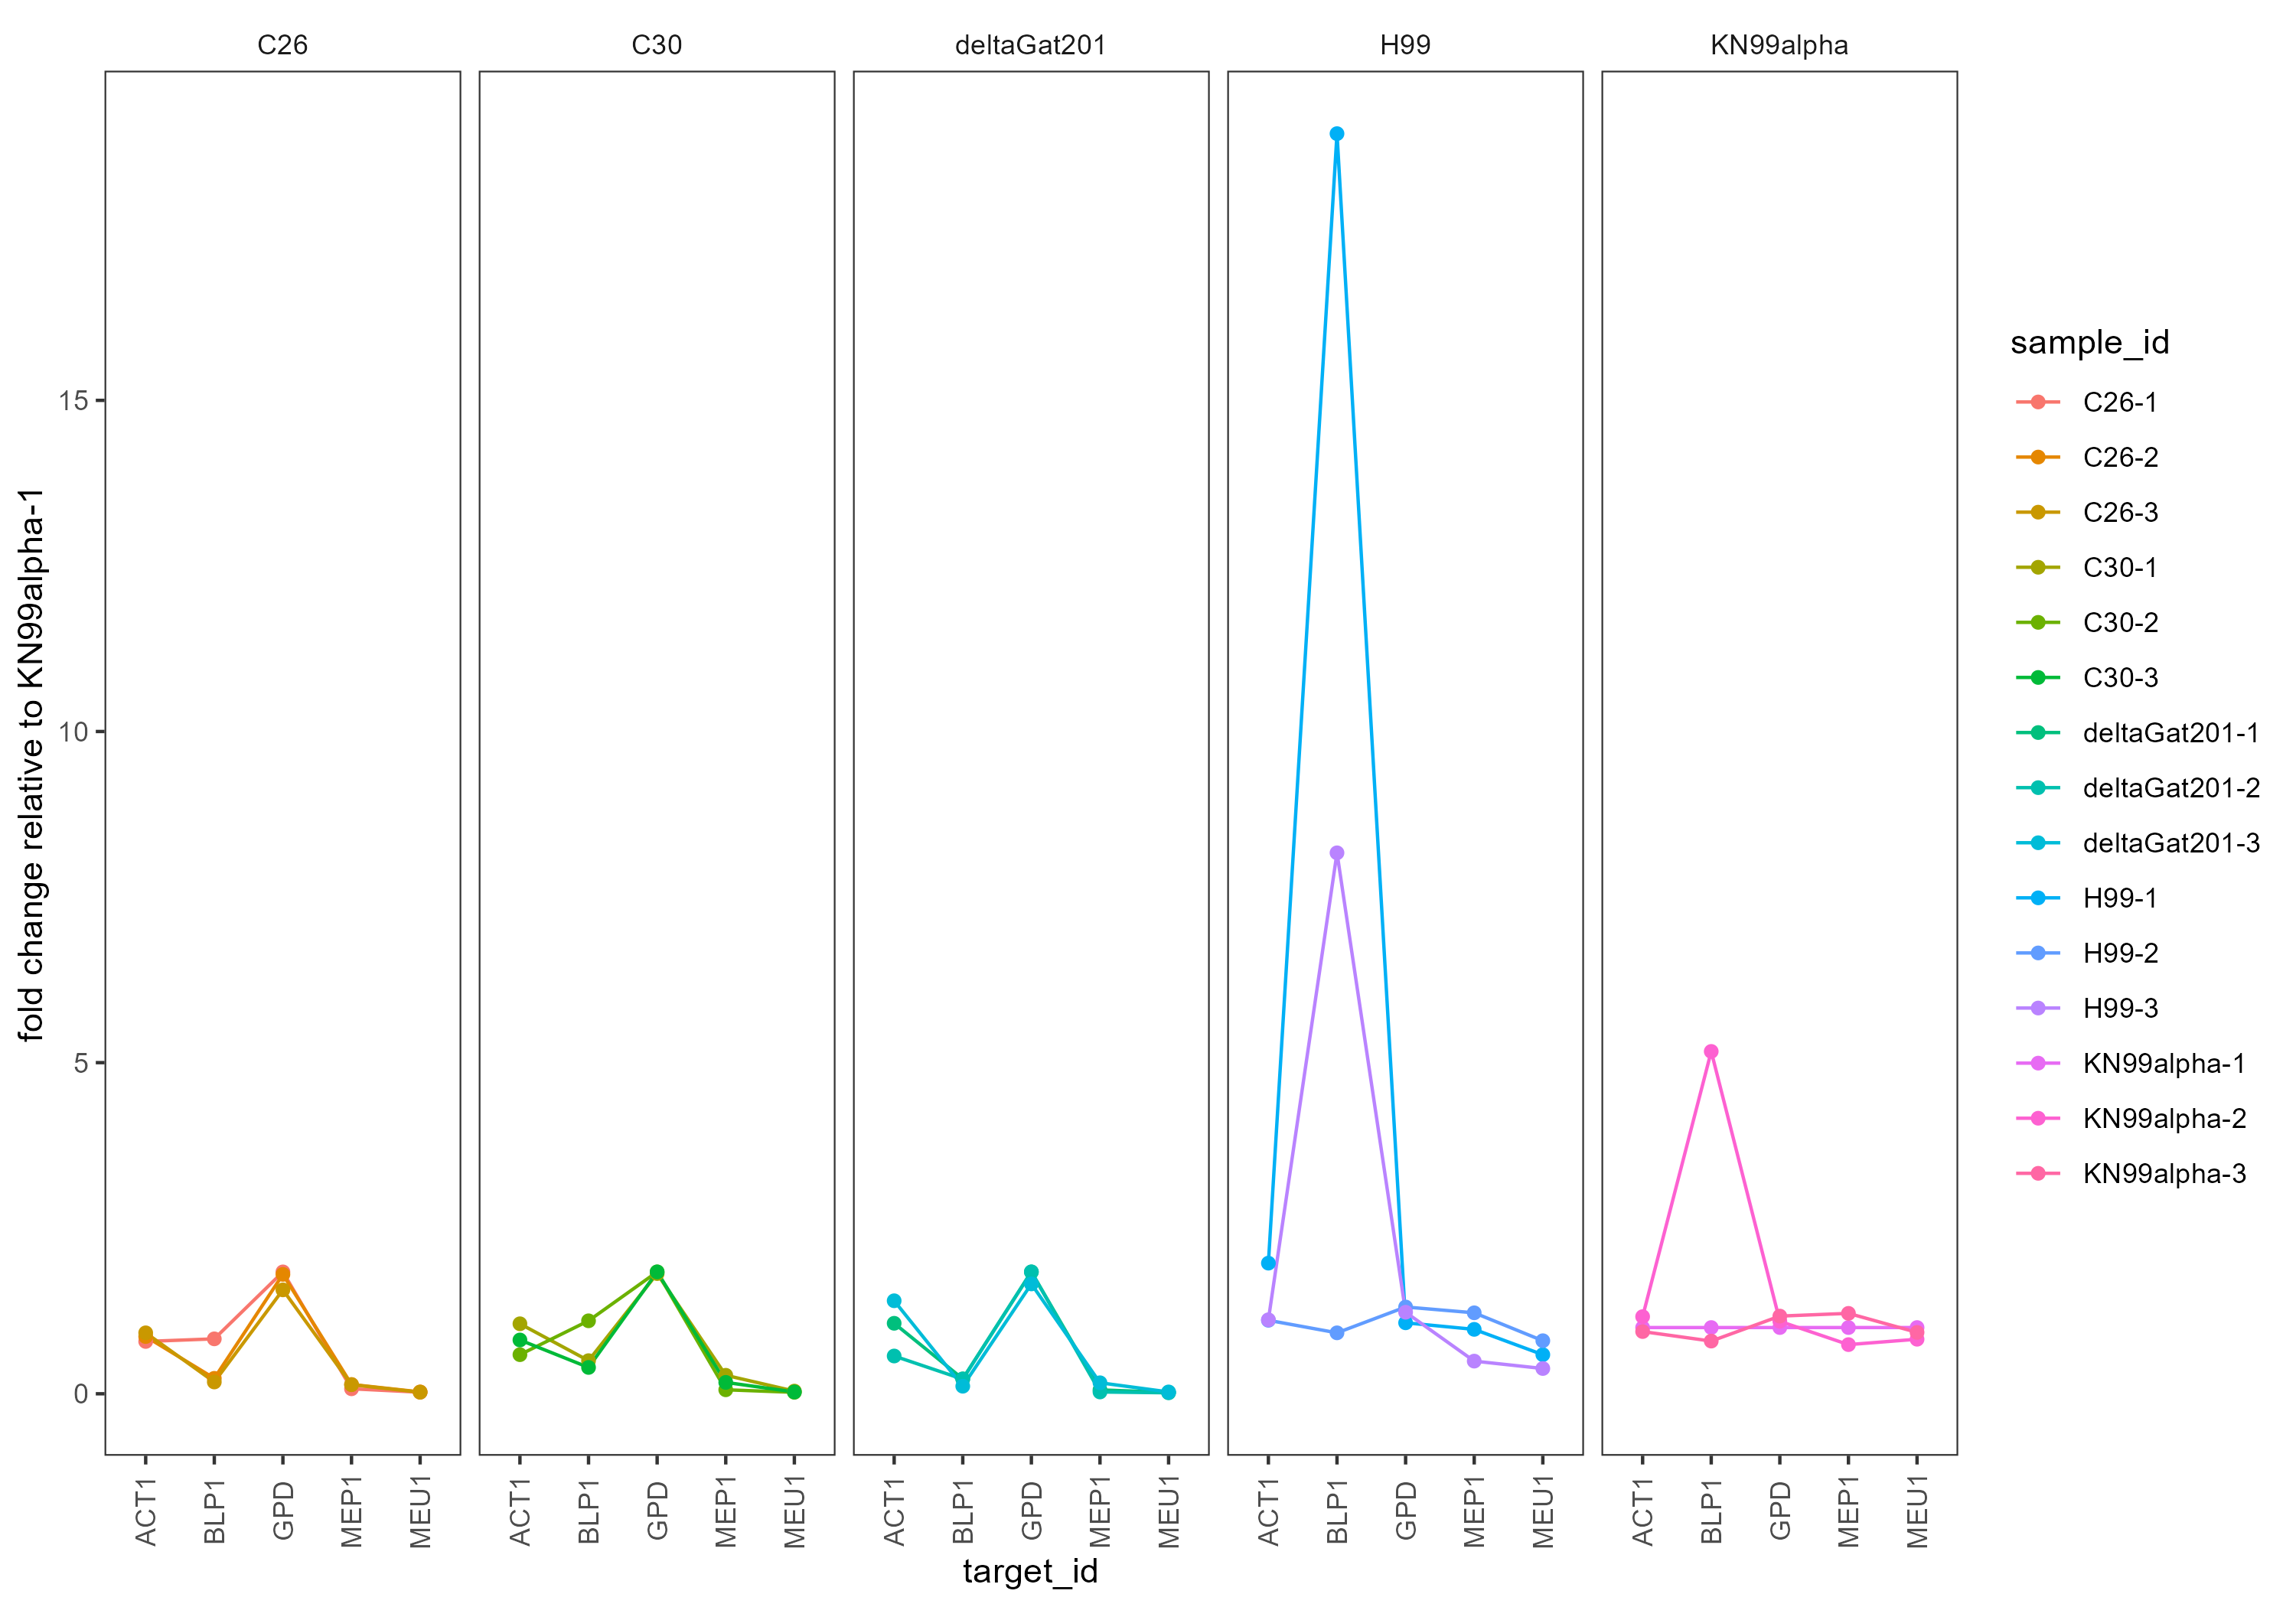 C26 C30 deltaGat201 H99 KN99alpha
fold change relative to KN99alpha-1
15
10
5
0
ACT1 BLP1 GPD MEP1 MEU1 ACT1 BLP1 GPD MEP1 MEU1 ACT1 BLP1 GPD MEP1 MEU1 ACT1 BLP1 GPD MEP1 MEU1 ACT1 BLP1 GPD MEP1 MEU1
target_id
sample_id
C26-1
C26-2
C26-3
C30-1
C30-2
C30-3
deltaGat201-1
deltaGat201-2
deltaGat201-3
H99-1
H99-2
H99-3
KN99alpha-1
KN99alpha-2
KN99alpha-3